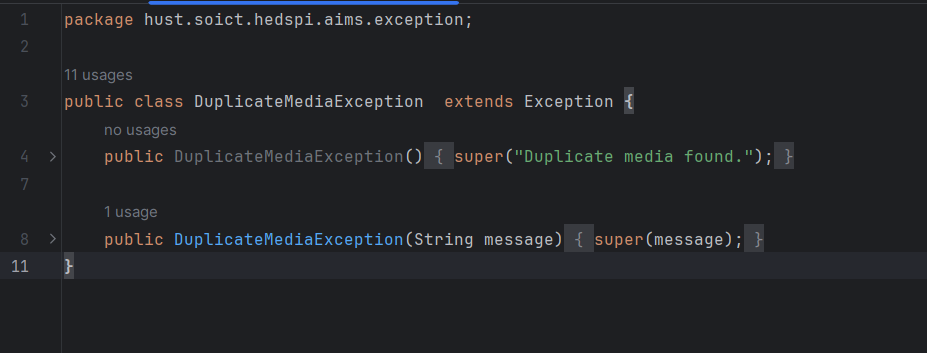 1 package hust.soict.hedspi.aims.exception;
2
11 usages
3 public class DuplicateMediaException  extends Exception {
no usages
4 public DuplicateMediaException() { super("Duplicate media found."); }
7
1 usage
8 public DuplicateMediaException(String message) { super(message); }
11 }